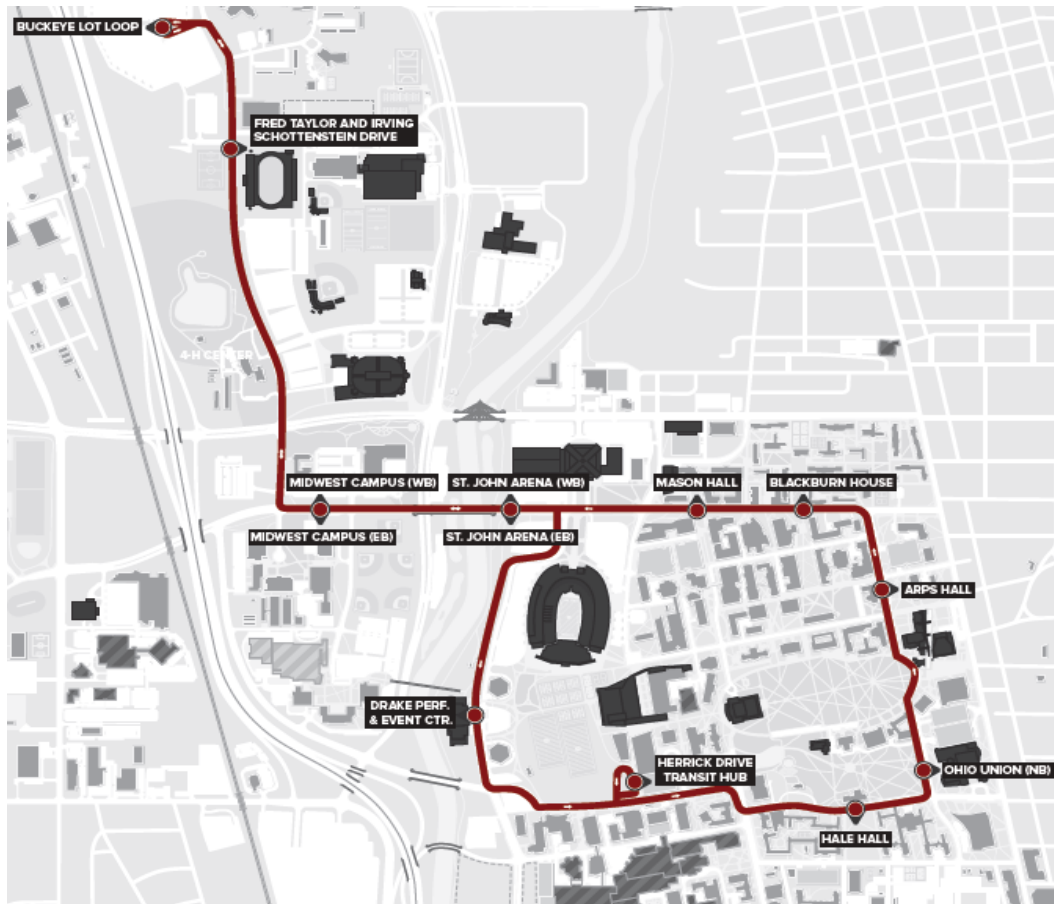 BUCKEYE LOT LOOP
FRED TAYLOR AND IRVING
SCHOTTENSTEIN DRIVE
4-H CENTER
MIDWEST CAMPUS (WB)
ST. JOHN ARENA (WB)
MASON HALL
BLACKBURN HOUSE
MIDWEST CAMPUS (EB)
ST. JOHN ARENA (EB)
ARPS HALL
DRAKE PERF.
& EVENT CTR.
HERRICK DRIVE
TRANSIT HUB
OHIO UNION (NB)
HALE HALL